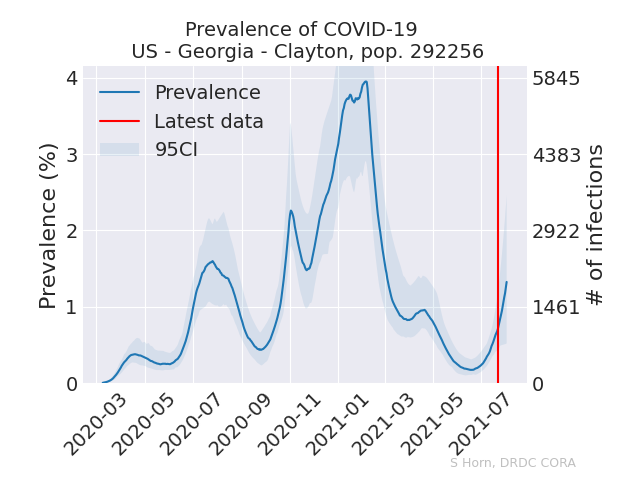 Prevalence of COVID-19
US - Georgia - Clayton, pop. 292256
Prevalence
Latest data
95CI
Prevalence (%)
4
3
2
1
0
5845
4383
2922
1461
0
# of infections
2020-03
2020-05
2020-07
2020-09
2020-11
2021-01
2021-03
2021-05
2021-07
S Horn, DRDC CORA